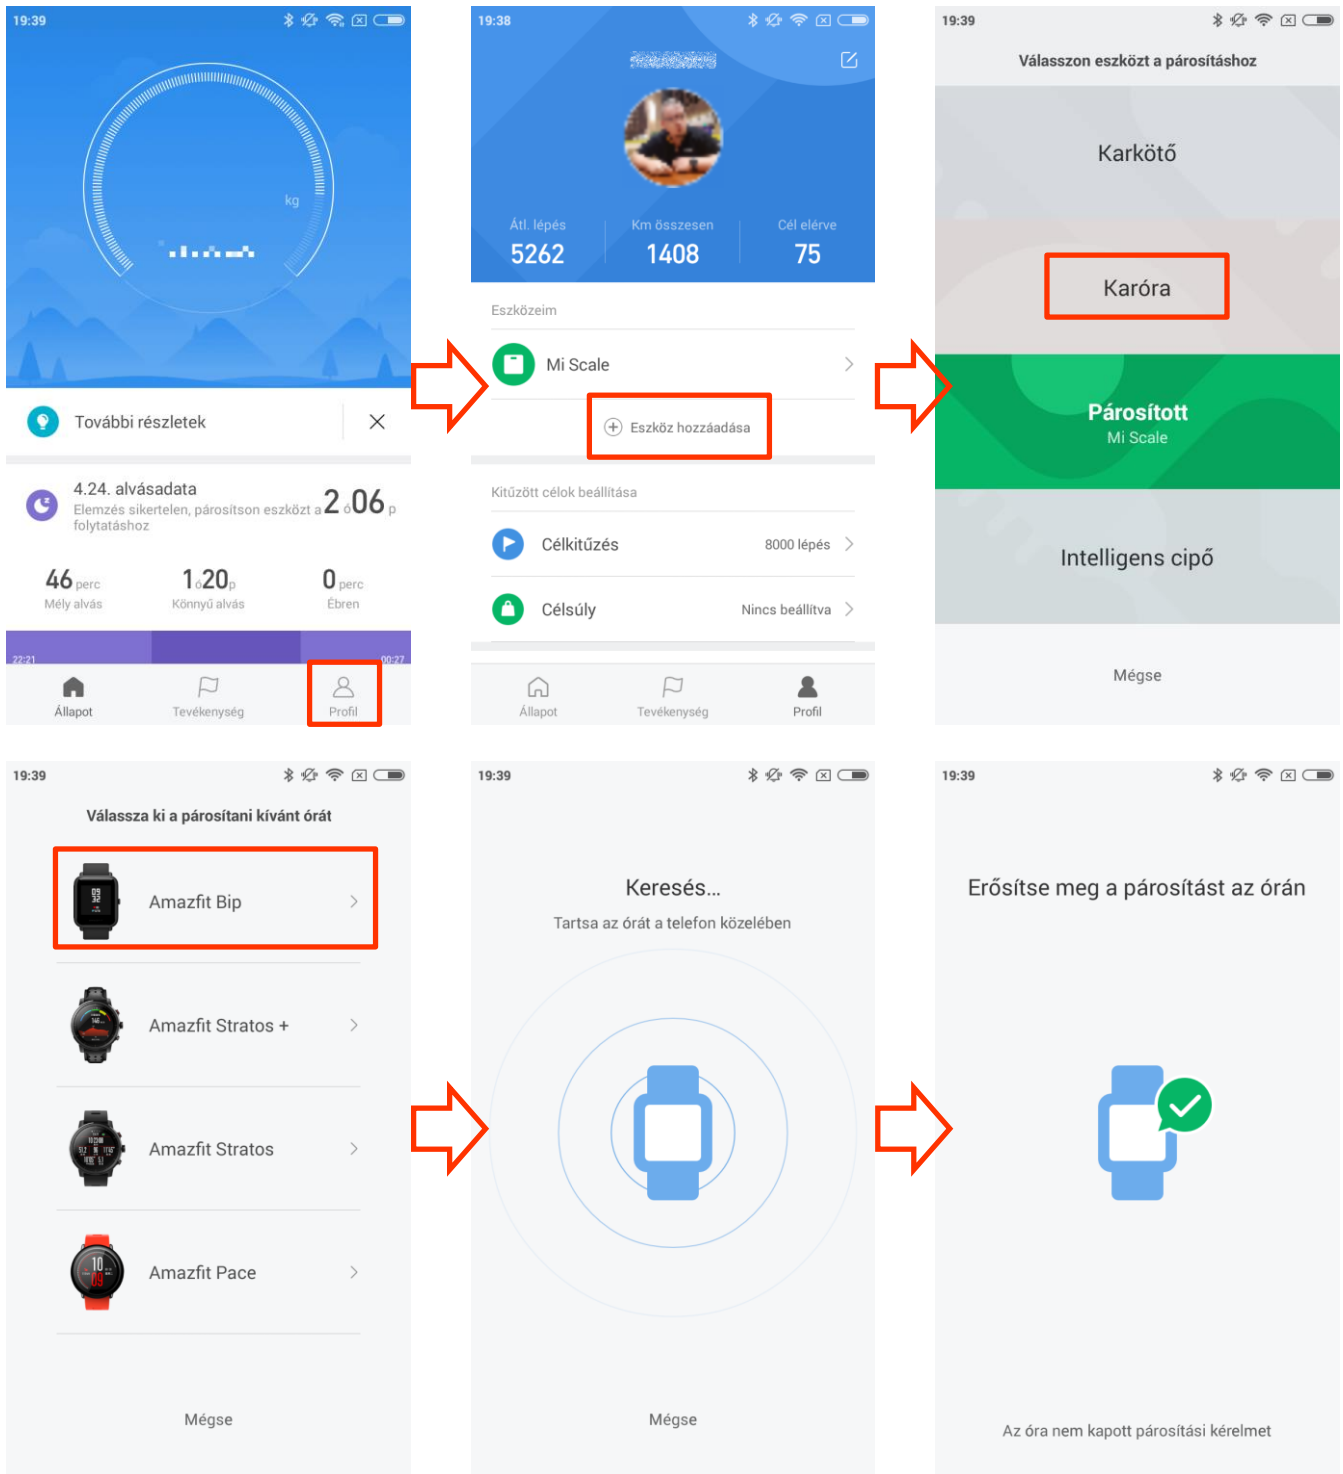 19:39
kg
További részletek
4.24. alvásadata
Elemzés sikertelen, párosítson eszközt a
folytatáshoz
2 ó 06 p
46 perc
Mély alvás
1 ó 20 p
Könnyű alvás
0 perc
Ébren
22:21
00:27
Állapot
Tevékenység
Profil
19:38
Átl. lépés
5262
Km összesen
1408
Cél elérve
75
Eszközeim
Mi Scale
Eszköz hozzáadása
Kitűzött célok beállítása
Célkitűzés
8000 lépés
Célsúly
Nincs beállítva
Állapot
Tevékenység
Profil
19:39
Válasszon eszközt a párosításhoz
Karkötő
Karóra
Párosított
Mi Scale
Intelligens cipő
Mégse
19:39
Válassza ki a párosítani kívánt órát
Amazfit Bip
Amazfit Stratos +
Amazfit Stratos
Amazfit Pace
Mégse
19:39
Keresés...
Tartsa az órát a telefon közelében
Mégse
19:39
Erősítse meg a párosítást az órán
Az óra nem kapott párosítási kérelmet